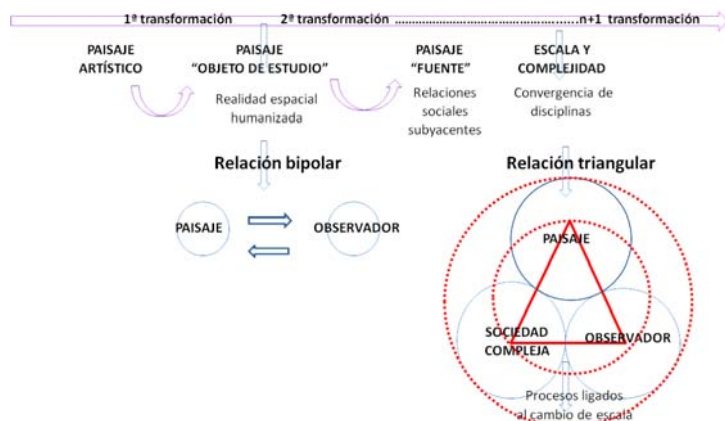 1ª transformación 2ª transformación ......................................................n+1 transformación
PAISAJE
ARTÍSTICO
PAISAJE
“OBJETO DE ESTUDIO”
Realidad espacial
humanizada
PAISAJE
“FUENTE”
Relaciones
sociales
subyacentes
ESCALA Y
COMPLEJIDAD
Convergencia de
disciplinas
Relación bipolar
Relación triangular
PAISAJE
OBSERVADOR
PAISAJE
SOCIEDAD
COMPLEJA
OBSERVADOR
Procesos ligados
al cambio de escala